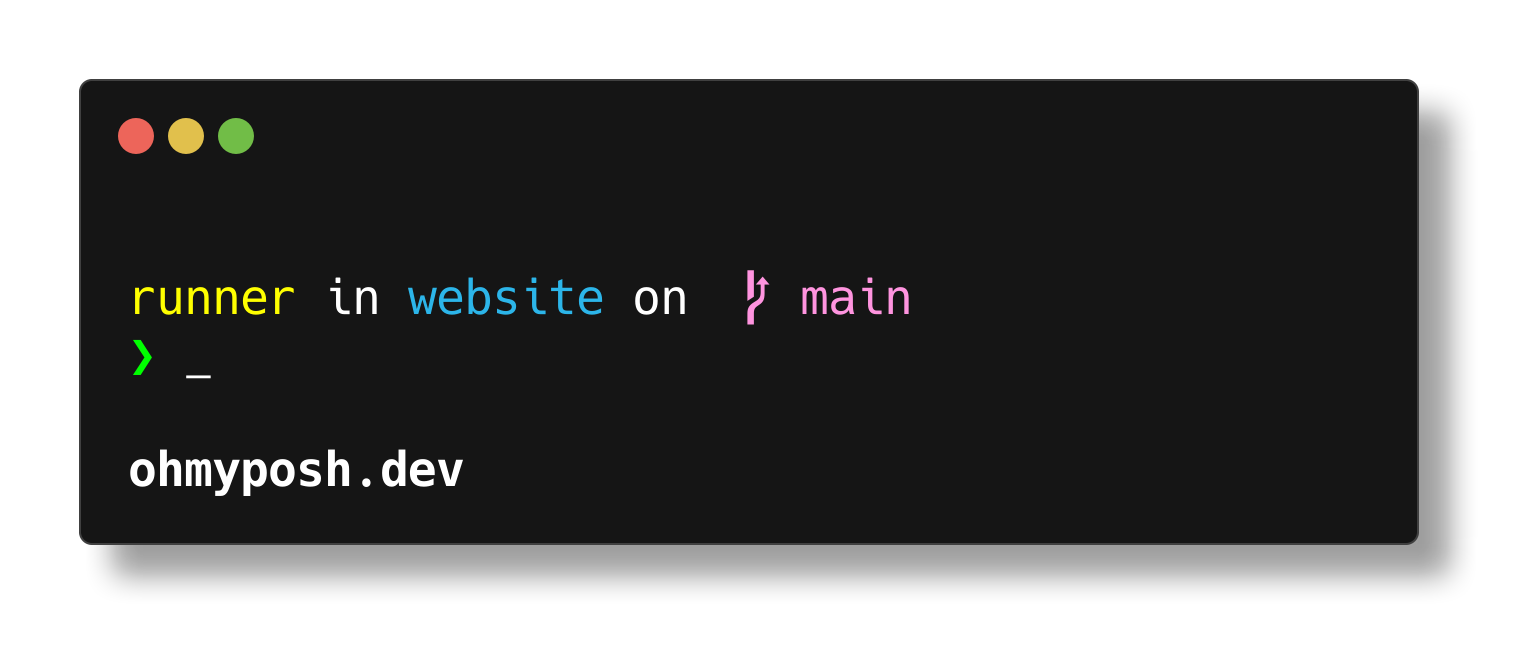 runner in website on  main
❯ _
ohmyposh.dev